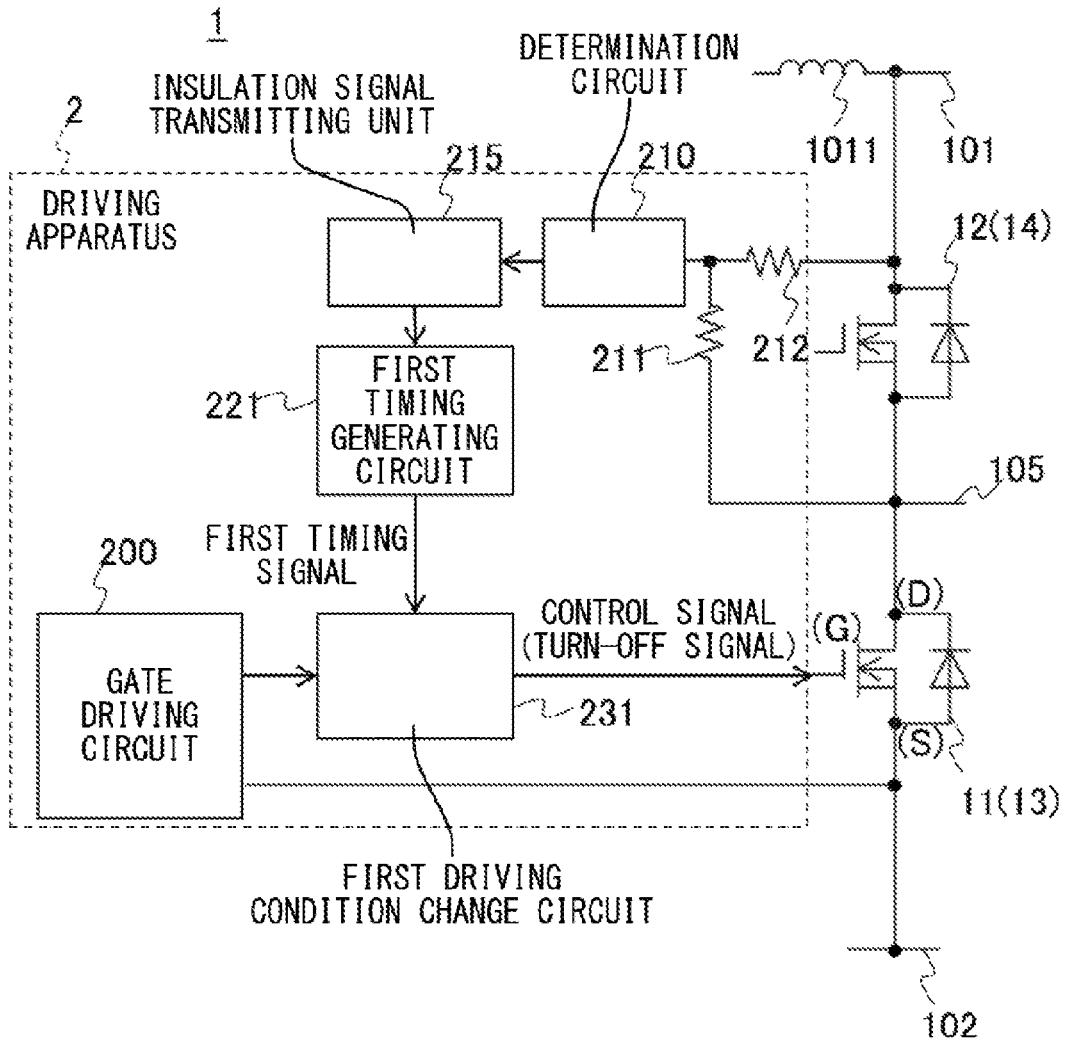 1
DETERMINATION
CIRCUIT
INSULATION SIGNAL
TRANSMITTING UNIT
2
215
210
1011
101
DRIVING
APPARATUS
12(14)
211
212
221
FIRST
TIMING
GENERATING
CIRCUIT
105
FIRST TIMING
SIGNAL
200
(D)
CONTROL SIGNAL
(TURN-OFF SIGNAL)
(G)
GATE
DRIVING
CIRCUIT
231
(S)
11(13)
FIRST DRIVING
CONDITION CHANGE CIRCUIT
102